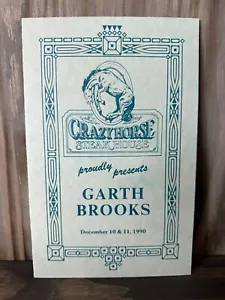 CRAZYHORSE
STEAK HOUSE
proudly presents
GARTH
BROOKS
December 10 & 11, 1990